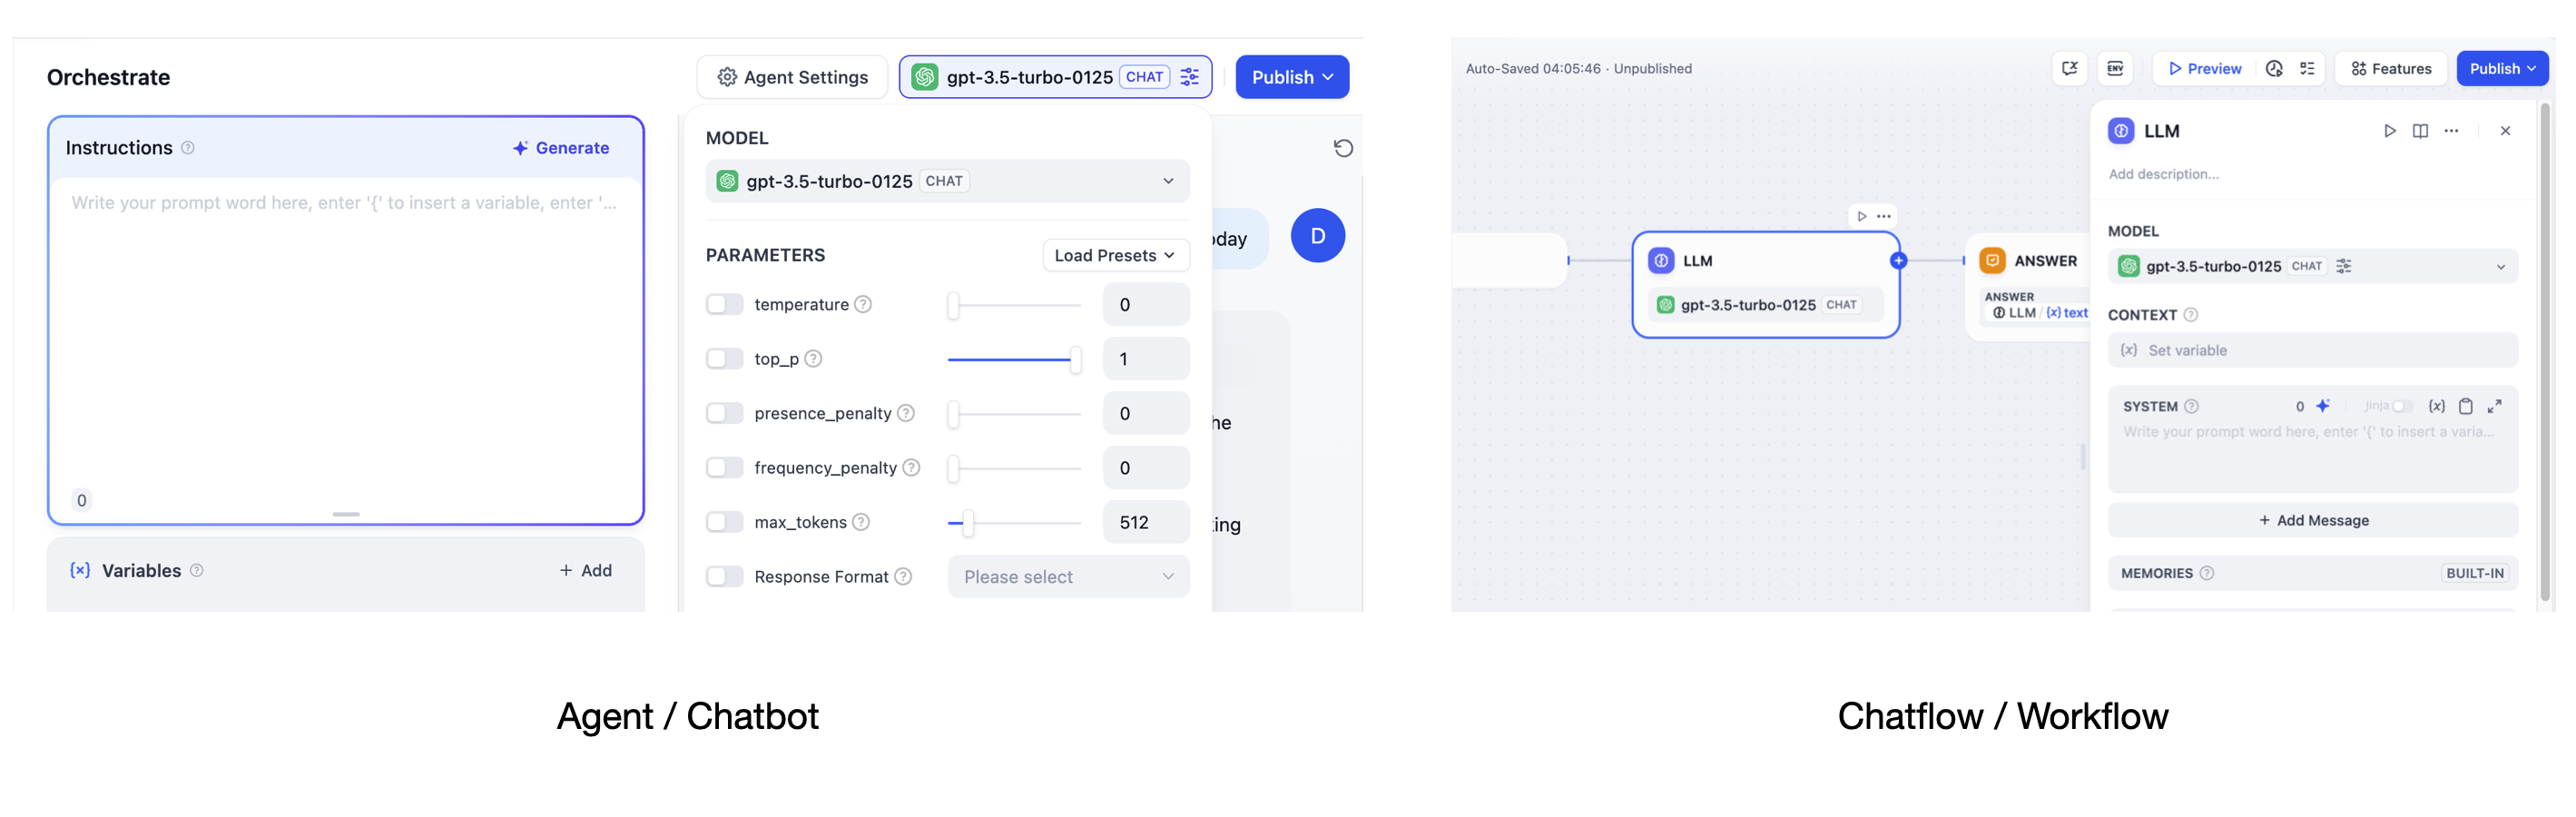 Orchestrate
Agent Settings
gpt-3.5-turbo-0125 CHAT
Publish
Instructions
Generate
Write your prompt word here, enter '{' to insert a variable, enter '...
0
Variables
+ Add
MODEL
gpt-3.5-turbo-0125 CHAT
PARAMETERS
Load Presets
temperature 0
top_p 1
presence_penalty 0
frequency_penalty 0
max_tokens 512
Response Format Please select
D
Agent / Chatbot
Auto-Saved 04:05:46 · Unpublished
ENV
Preview
Features
Publish
LLM
gpt-3.5-turbo-0125 CHAT
ANSWER
ANSWER
LLM / {x} text
LLM
Add description...
MODEL
gpt-3.5-turbo-0125 CHAT
CONTEXT
{x} Set variable
SYSTEM 0 Jinja {x}
Write your prompt word here, enter '{' to insert a varia...
+ Add Message
MEMORIES BUILT-IN
Chatflow / Workflow